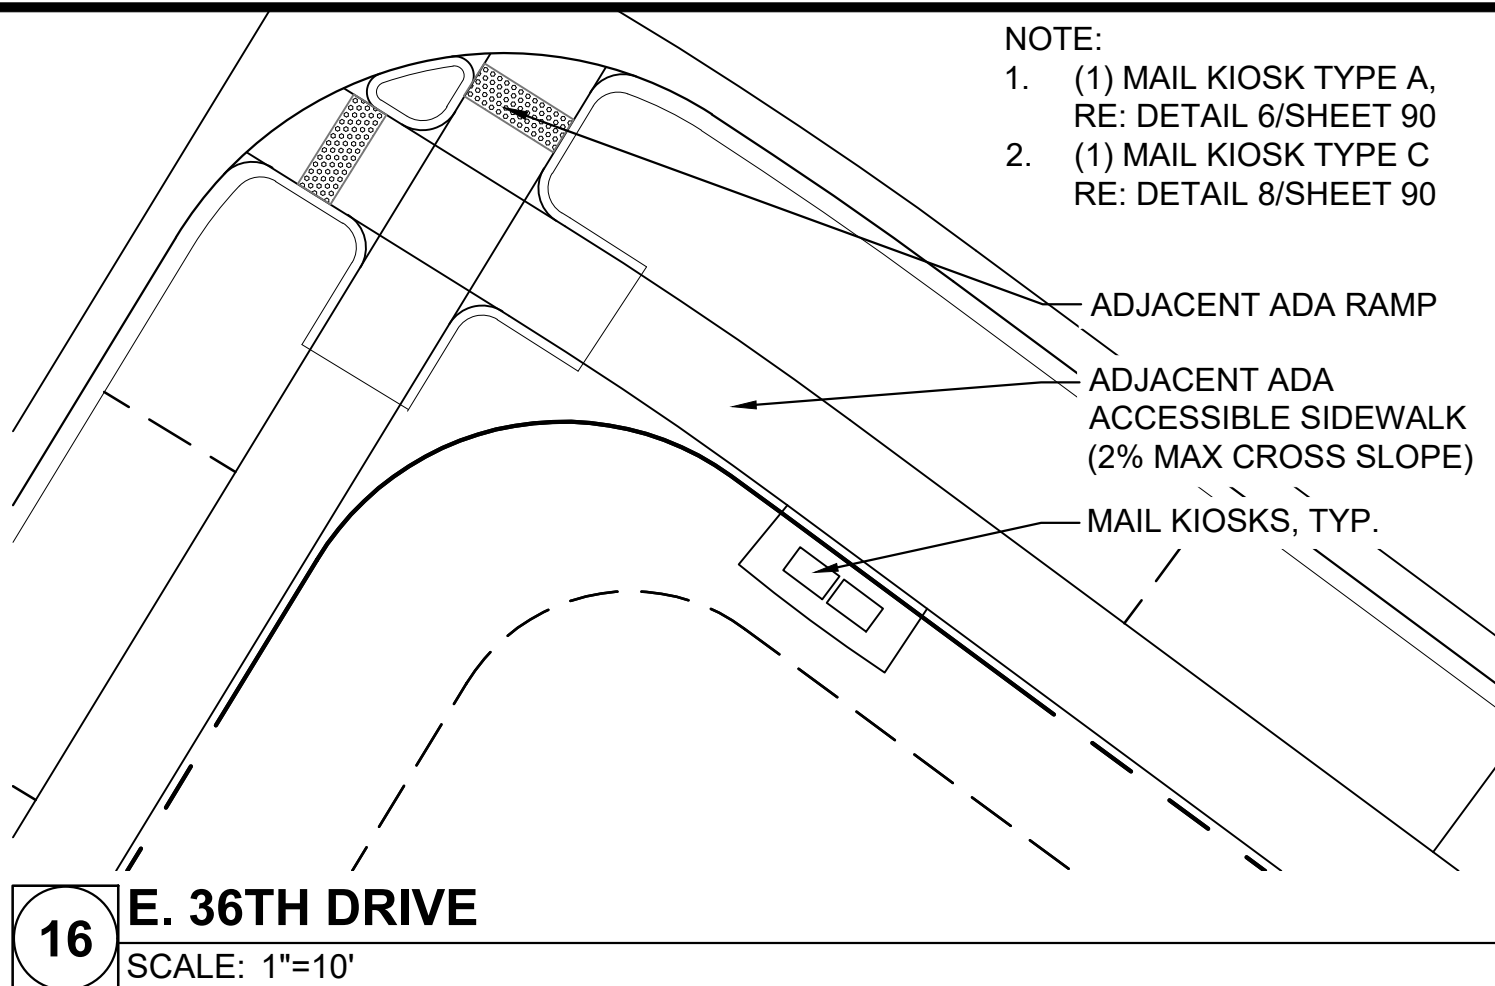 NOTE:
1. (1) MAIL KIOSK TYPE A,
RE: DETAIL 6/SHEET 90
2. (1) MAIL KIOSK TYPE C
RE: DETAIL 8/SHEET 90
ADJACENT ADA RAMP
ADJACENT ADA
ACCESSIBLE SIDEWALK
(2% MAX CROSS SLOPE)
MAIL KIOSKS, TYP.
16
E. 36TH DRIVE
SCALE: 1"=10'